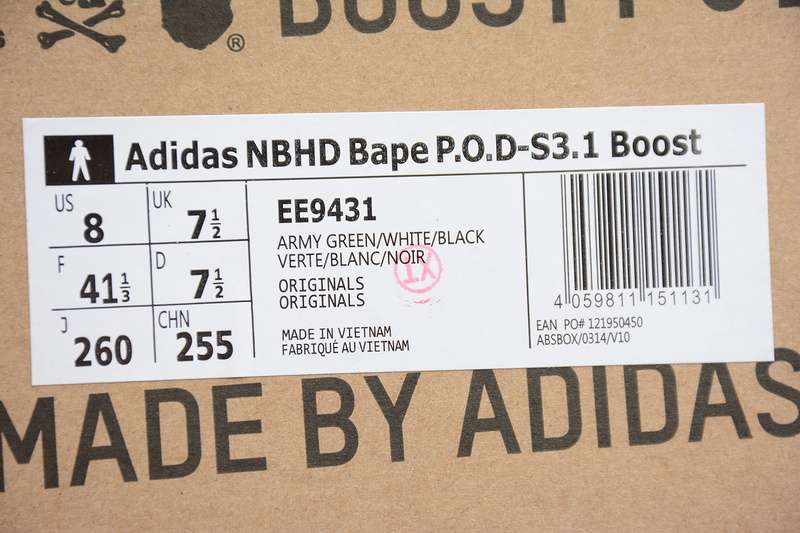 ®
BOOST P.O.
Adidas NBHD Bape P.O.D-S3.1 Boost
US
8
UK
7½
F
41⅓
D
7½
J
260
CHN
255
EE9431
ARMY GREEN/WHITE/BLACK
VERTE/BLANC/NOIR
ORIGINALS
ORIGINALS
MADE IN VIETNAM
FABRIQUÉ AU VIETNAM
4 059811 151131
EAN PO# 121950450
ABSBOX/0314/V10
MADE BY ADIDAS